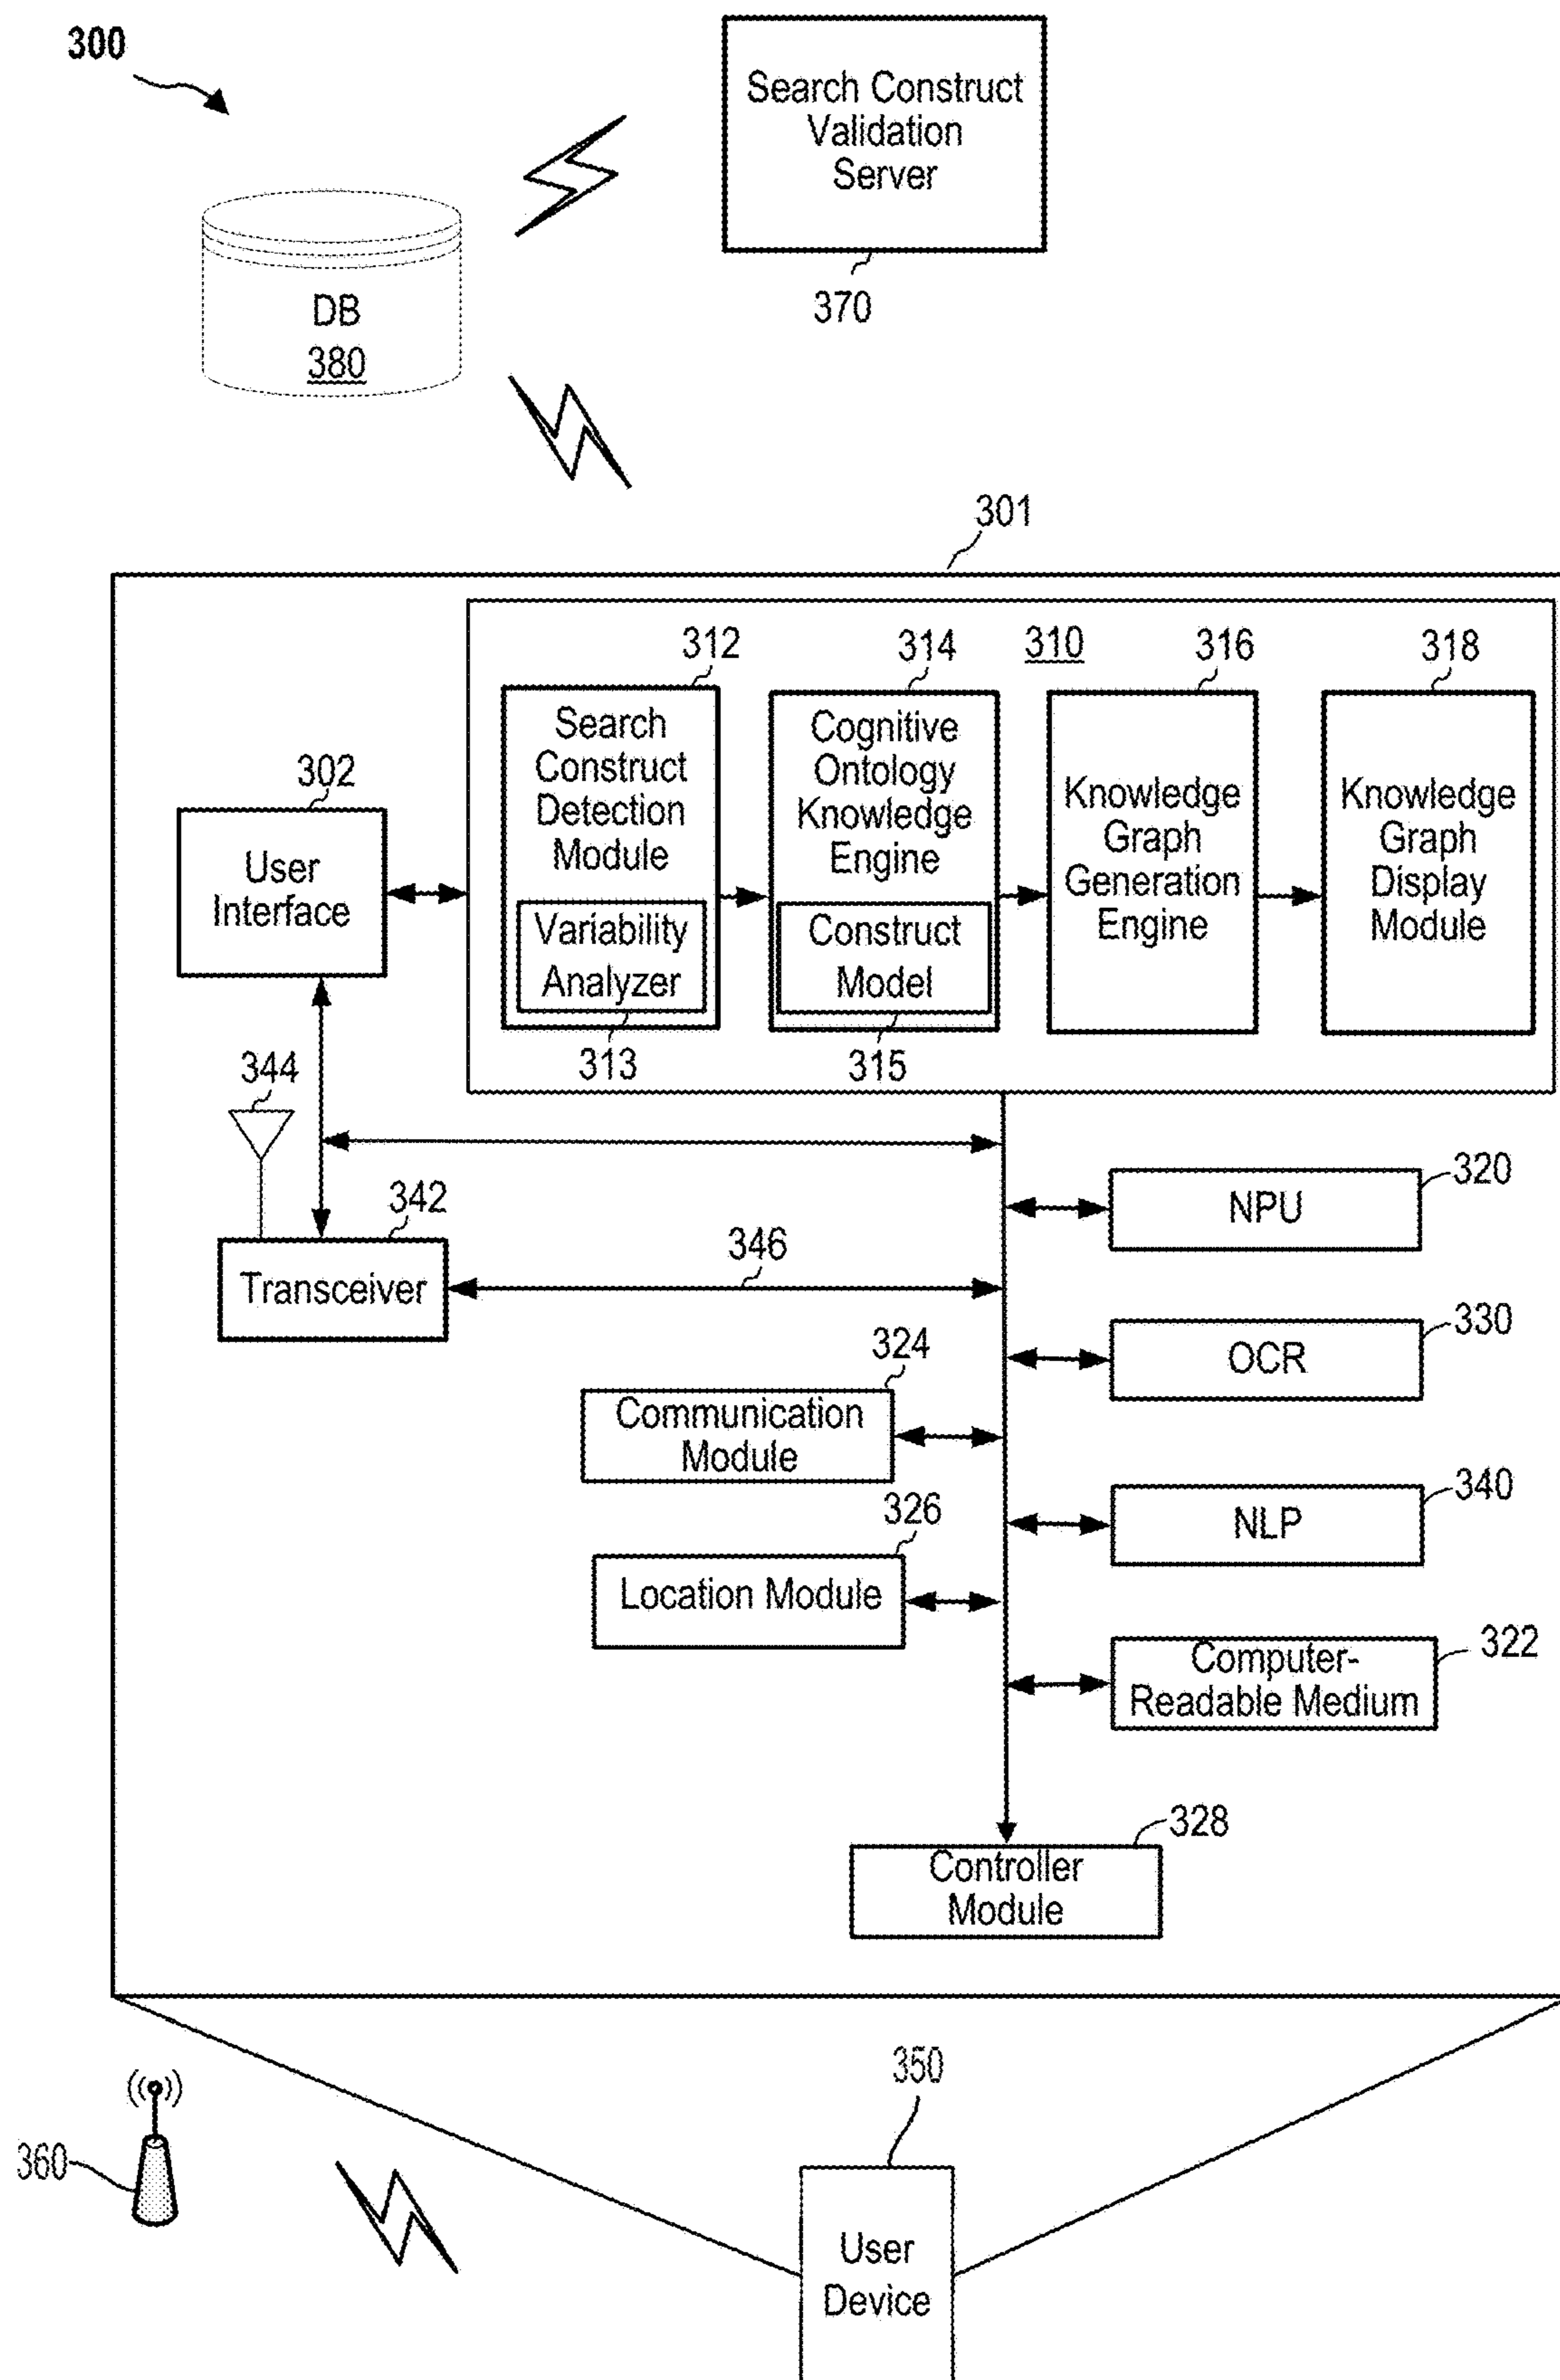 300
Search Construct
Validation
Server
370
DB
380
301
312
314
310
316
318
Search
Construct
Detection
Module
Variability
Analyzer
313
Cognitive
Ontology
Knowledge
Engine
Construct
Model
315
Knowledge
Graph
Generation
Engine
Knowledge
Graph
Display
Module
302
User
Interface
344
342
Transceiver
346
320
NPU
330
OCR
324
Communication
Module
340
NLP
326
Location Module
322
Computer-
Readable Medium
328
Controller
Module
350
360
User
Device